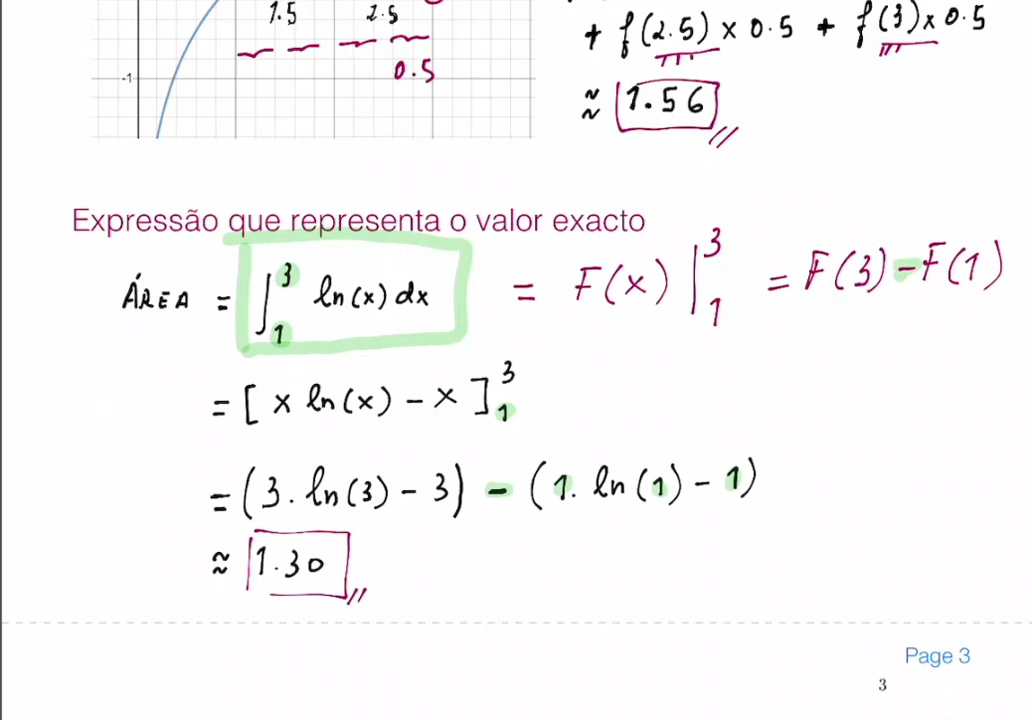 1.5 2.5
+ f(2.5) x 0.5 + f(3) x 0.5
-1
0.5
≈ 1.56
Expressão que representa o valor exacto
ÁREA = ∫₁³ ln(x) dx = F(x) |₁³ = F(3) - F(1)
= [ x ln(x) - x ]₁³
= (3. ln(3) - 3) - (1. ln(1) - 1)
≈ 1.30
Page 3
3